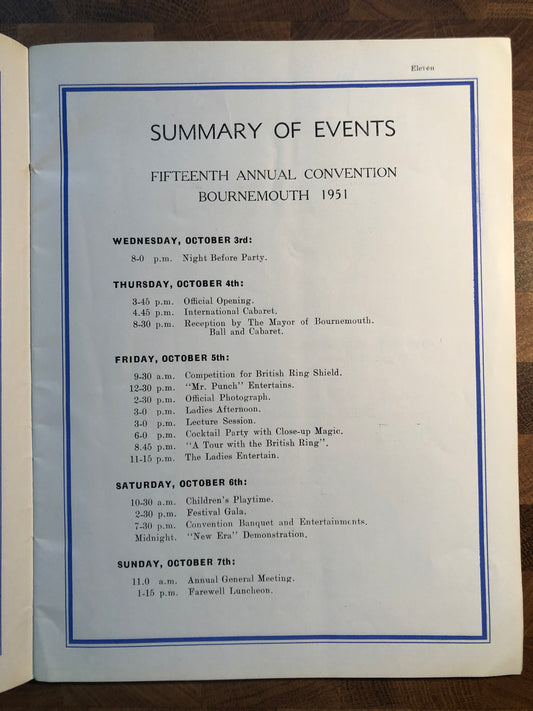 Eleven
SUMMARY OF EVENTS
FIFTEENTH ANNUAL CONVENTION
BOURNEMOUTH 1951
WEDNESDAY, OCTOBER 3rd:
8-0 p.m. Night Before Party.
THURSDAY, OCTOBER 4th:
3-45 p.m. Official Opening.
4.45 p.m. International Cabaret.
8-30 p.m. Reception by The Mayor of Bournemouth.
Ball and Cabaret.
FRIDAY, OCTOBER 5th:
9-30 a.m. Competition for British Ring Shield.
12-30 p.m. "Mr. Punch" Entertains.
2-30 p.m. Official Photograph.
3-0 p.m. Ladies Afternoon.
3-0 p.m. Lecture Session.
6-0 p.m. Cocktail Party with Close-up Magic.
8.45 p.m. "A Tour with the British Ring".
11-15 p.m. The Ladies Entertain.
SATURDAY, OCTOBER 6th:
10-30 a.m. Children's Playtime.
2-30 p.m. Festival Gala.
7-30 p.m. Convention Banquet and Entertainments.
Midnight. "New Era" Demonstration.
SUNDAY, OCTOBER 7th:
11.0 a.m. Annual General Meeting.
1-15 p.m. Farewell Luncheon.